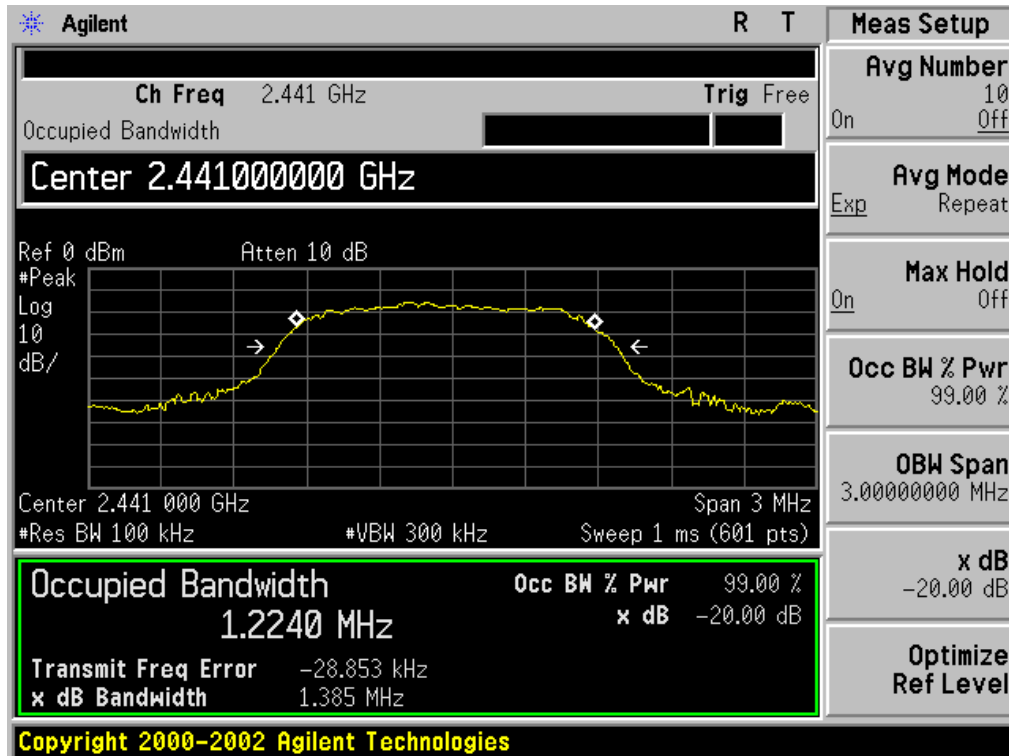 Agilent R T
Ch Freq 2.441 GHz Trig Free
Occupied Bandwidth
Center 2.441000000 GHz
Ref 0 dBm Atten 10 dB
#Peak
Log
10
dB/
Center 2.441 000 GHz Span 3 MHz
#Res BW 100 kHz #VBW 300 kHz Sweep 1 ms (601 pts)
Occupied Bandwidth Occ BW % Pwr 99.00 %
1.2240 MHz x dB -20.00 dB
Transmit Freq Error -28.853 kHz
x dB Bandwidth 1.385 MHz
Meas Setup
Avg Number
10
On Off
Avg Mode
Exp Repeat
Max Hold
On Off
Occ BW % Pwr
99.00 %
OBW Span
3.00000000 MHz
x dB
-20.00 dB
Optimize
Ref Level
Copyright 2000-2002 Agilent Technologies